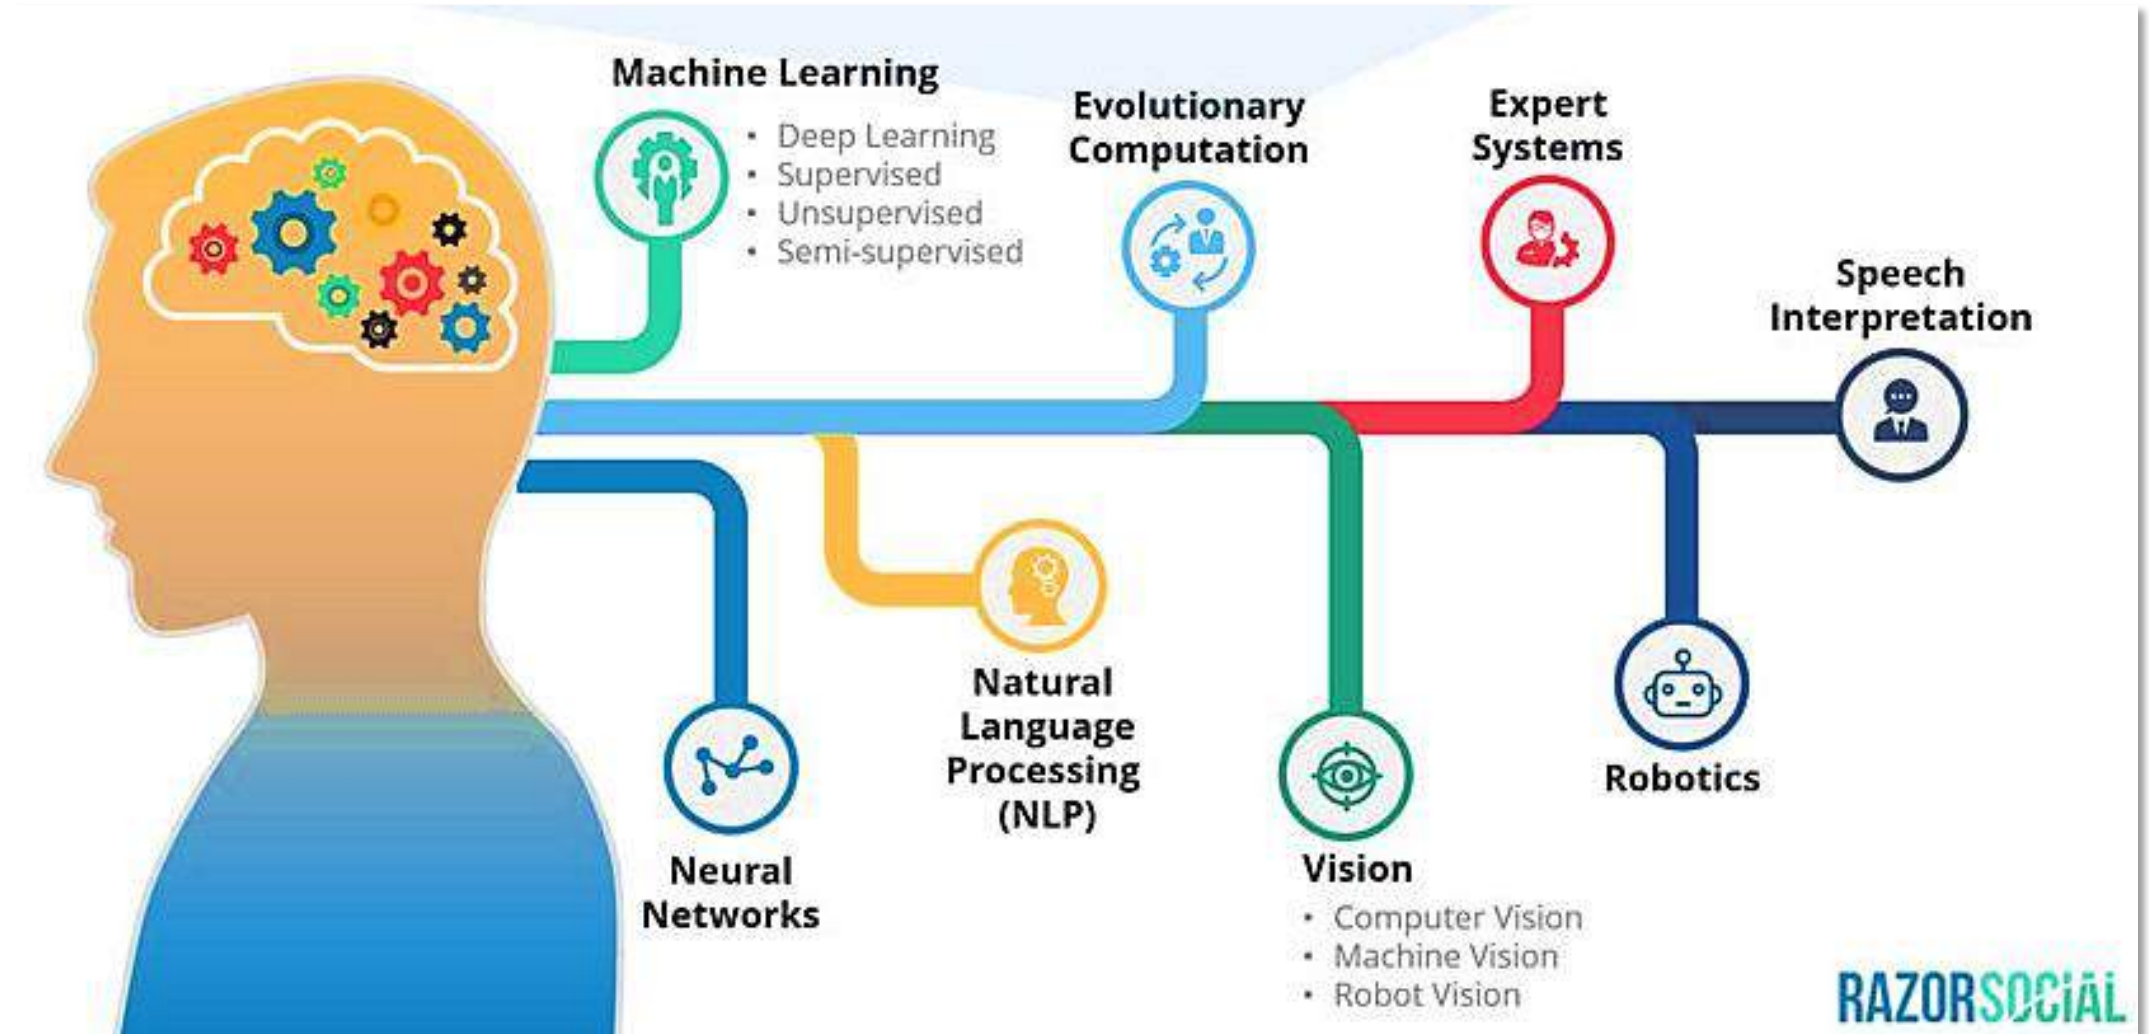 Machine Learning
• Deep Learning
• Supervised
• Unsupervised
• Semi-supervised
Evolutionary
Computation
Expert
Systems
Speech
Interpretation
Neural
Networks
Natural
Language
Processing
(NLP)
Vision
• Computer Vision
• Machine Vision
• Robot Vision
Robotics
RAZORSOCIAL